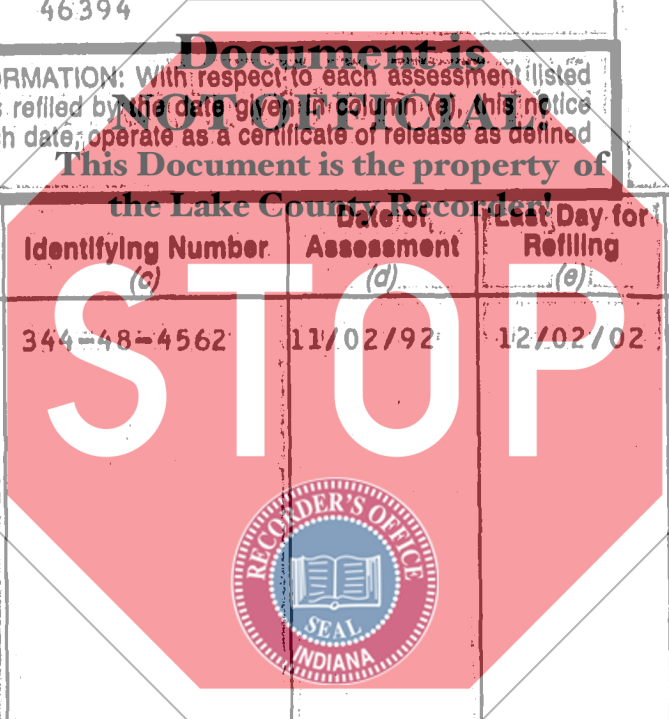 46394
Document is
RMATION: With respect to each assessment listed
NOT OFFICIAL!
refiled by the date given in column (e), this notice
h date, operate as a certificate of release as defined
This Document is the property of
the Lake County Recorder!
Identifying Number
(c)
Date of
Assessment
(d)
Last Day for
Refiling
(e)
344-48-4562
11/02/92
12/02/02
STOP
RECORDER'S OFFICE
SEAL
INDIANA